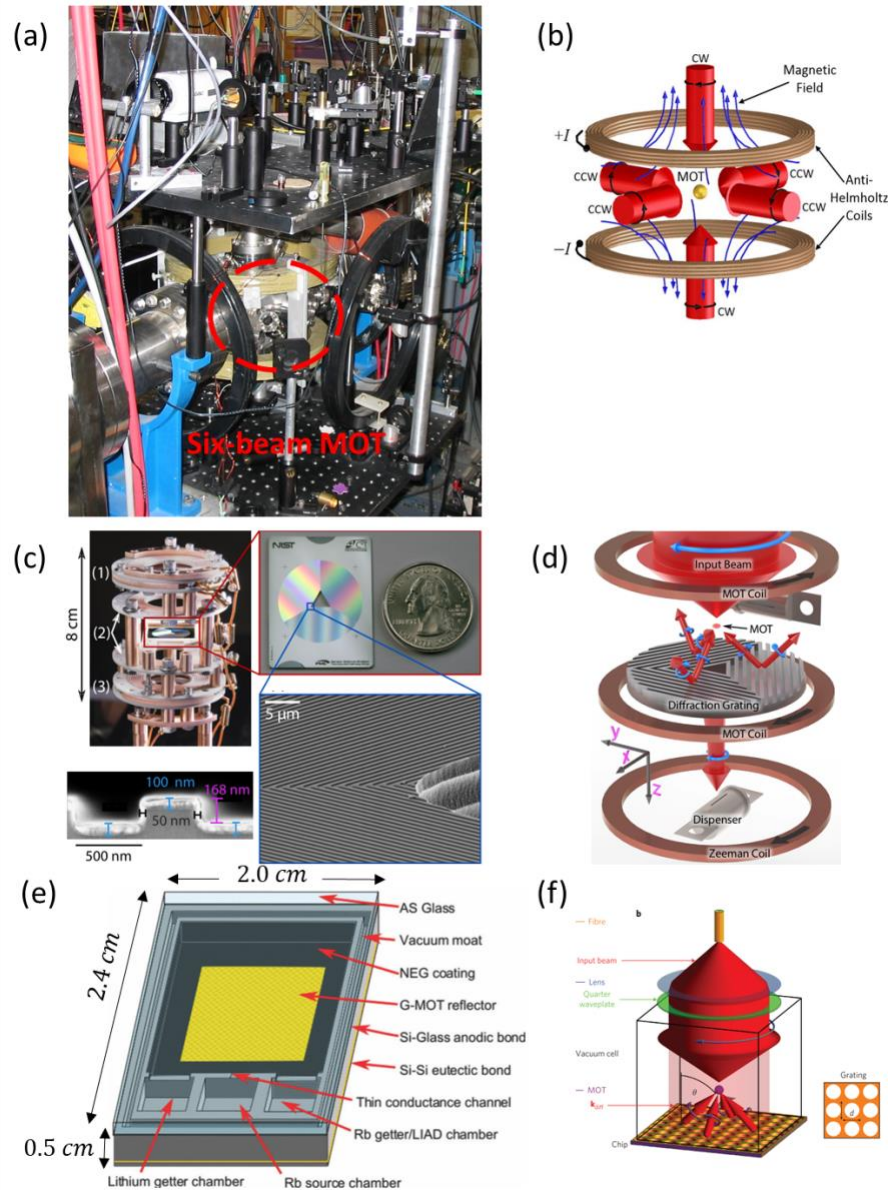 (a)
Six-beam MOT
(b)
CW
Magnetic
Field
+I
MOT
CCW
CCW
CCW
CCW
Anti-
Helmholtz
Coils
−I
CW
(c)
8 cm
(1)
(2)
(3)
NIST
5 μm
100 nm
168 nm
50 nm
500 nm
(d)
Input Beam
MOT Coil
MOT
Diffraction Grating
MOT Coil
y
x
z
Dispenser
Zeeman Coil
(e)
2.0 cm
2.4 cm
0.5 cm
AS Glass
Vacuum moat
NEG coating
G-MOT reflector
Si-Glass anodic bond
Si-Si eutectic bond
Thin conductance channel
Rb getter/LIAD chamber
Lithium getter chamber
Rb source chamber
(f)
b
Fibre
Input beam
Lens
Quarter
waveplate
Vacuum cell
MOT
θ
Chip
Grating
d